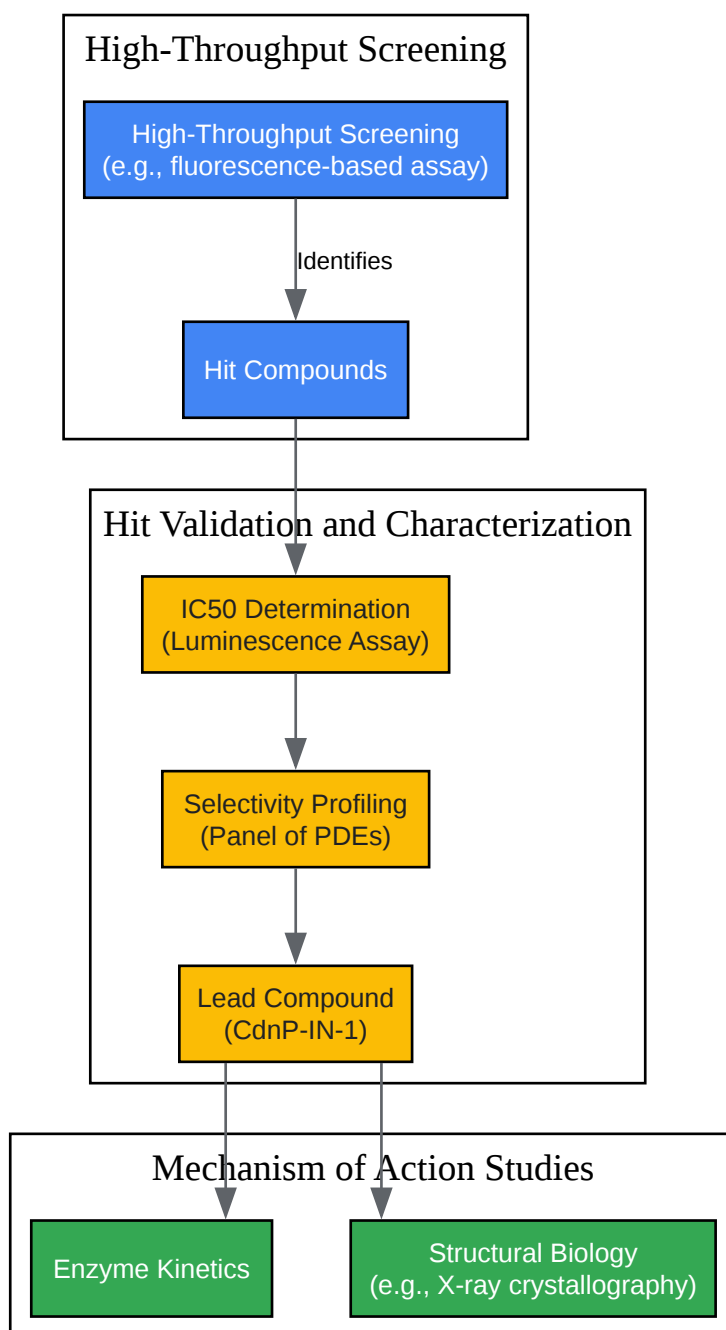 High-Throughput Screening
High-Throughput Screening
(e.g., fluorescence-based assay)
Identifies
Hit Compounds
Hit Validation and Characterization
IC50 Determination
(Luminescence Assay)
Selectivity Profiling
(Panel of PDEs)
Lead Compound
(CdnP-IN-1)
Mechanism of Action Studies
Enzyme Kinetics
Structural Biology
(e.g., X-ray crystallography)